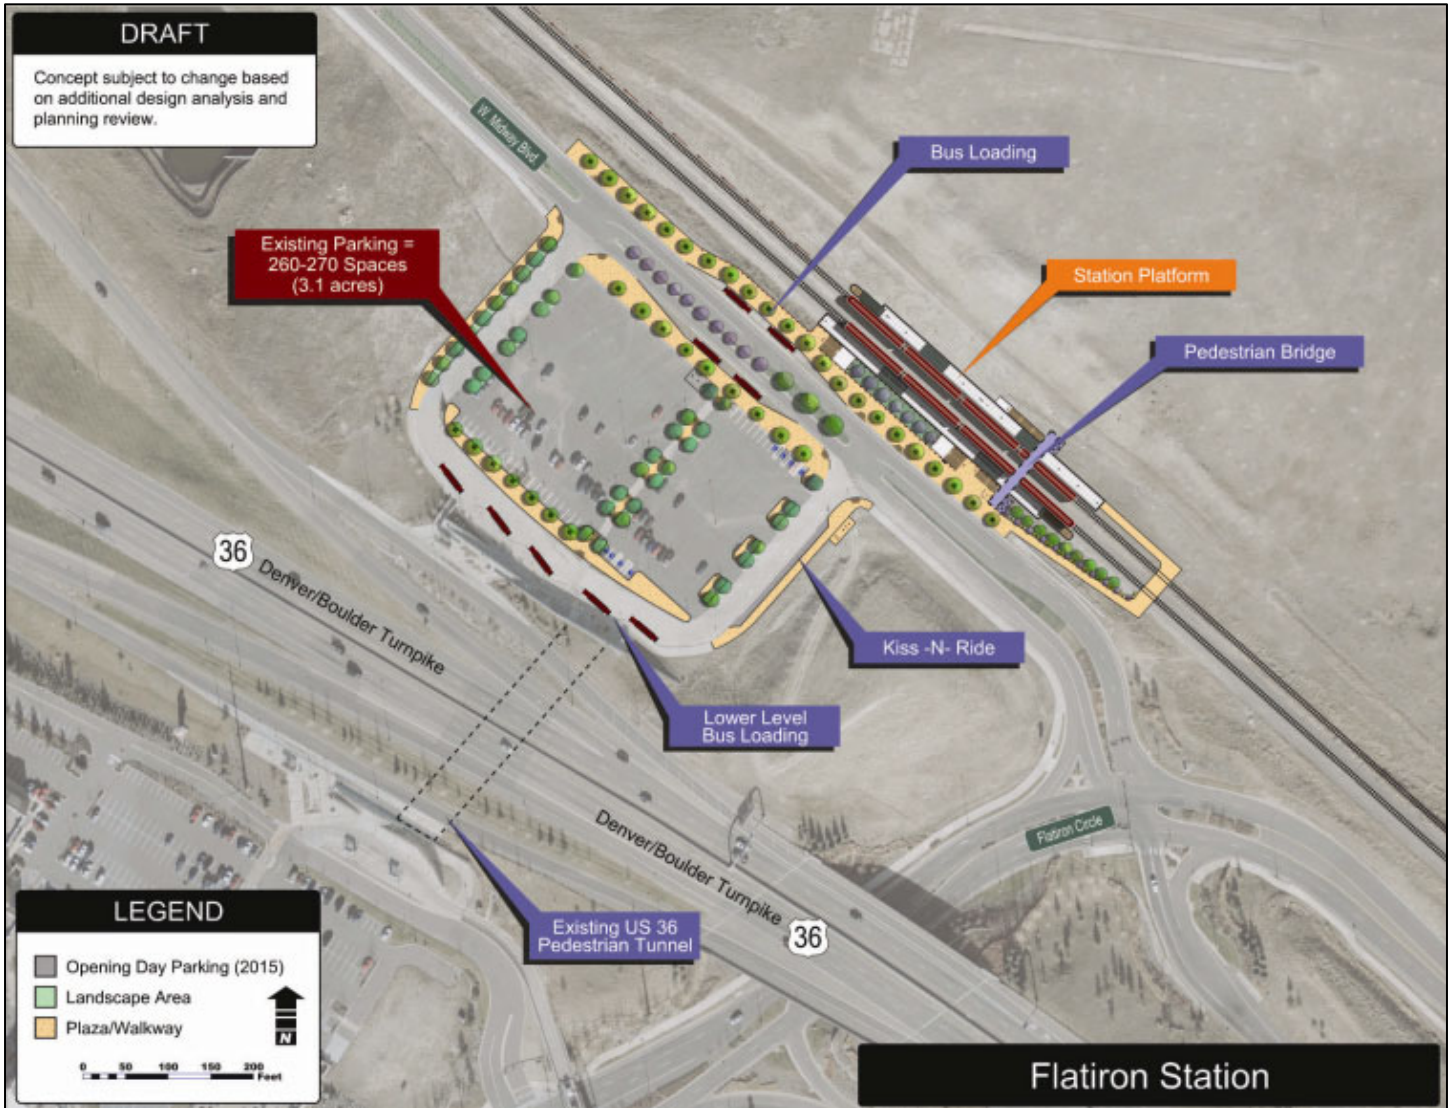 DRAFT
Concept subject to change based
on additional design analysis and
planning review.
W. Midway Blvd.
Bus Loading
Existing Parking =
260-270 Spaces
(3.1 acres)
Station Platform
Pedestrian Bridge
36
Denver/Boulder Turnpike
Kiss -N- Ride
Lower Level
Bus Loading
Denver/Boulder Turnpike
36
Flatiron Circle
Existing US 36
Pedestrian Tunnel
LEGEND
Opening Day Parking (2015)
Landscape Area
Plaza/Walkway
N
0 50 100 150 200
Feet
Flatiron Station